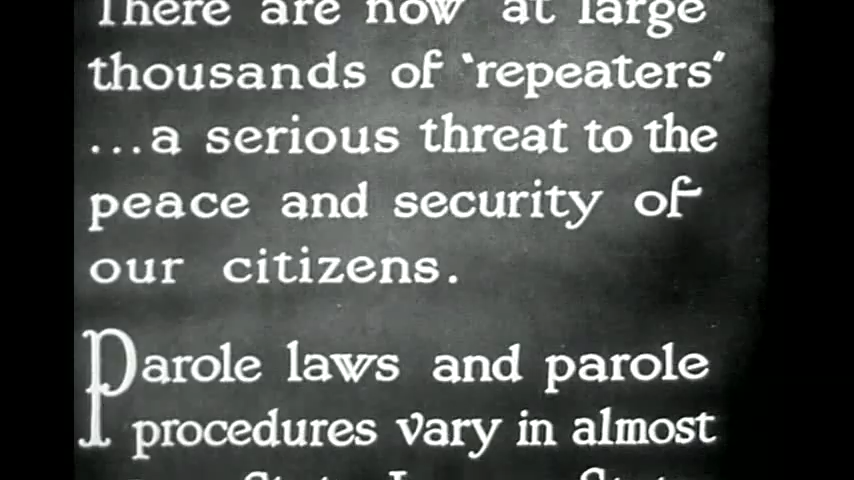 There are now at large
thousands of "repeaters"
...a serious threat to the
peace and security of
our citizens.
Parole laws and parole
procedures vary in almost